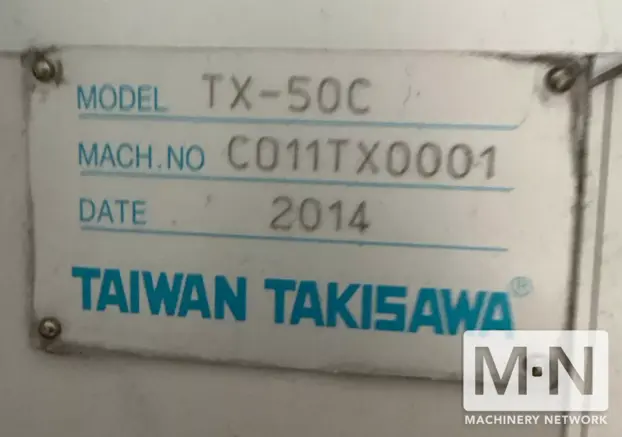 MODEL TX-50C
MACH.NO C011TX0001
DATE 2014
TAIWAN TAKISAWA®
M·N
MACHINERY NETWORK